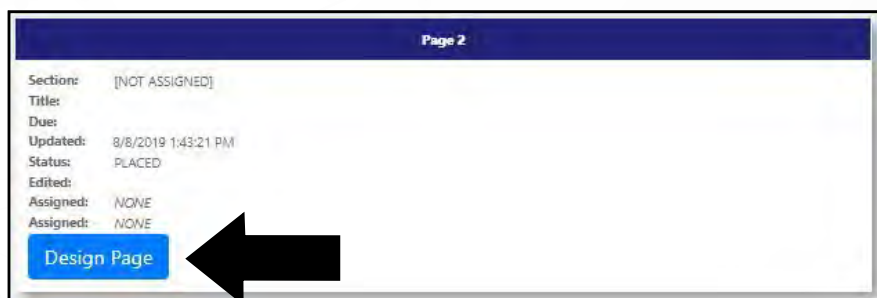 Page 2
Section: [NOT ASSIGNED]
Title:
Due:
Updated: 8/8/2019 1:43:21 PM
Status: PLACED
Edited:
Assigned: NONE
Assigned: NONE
Design Page